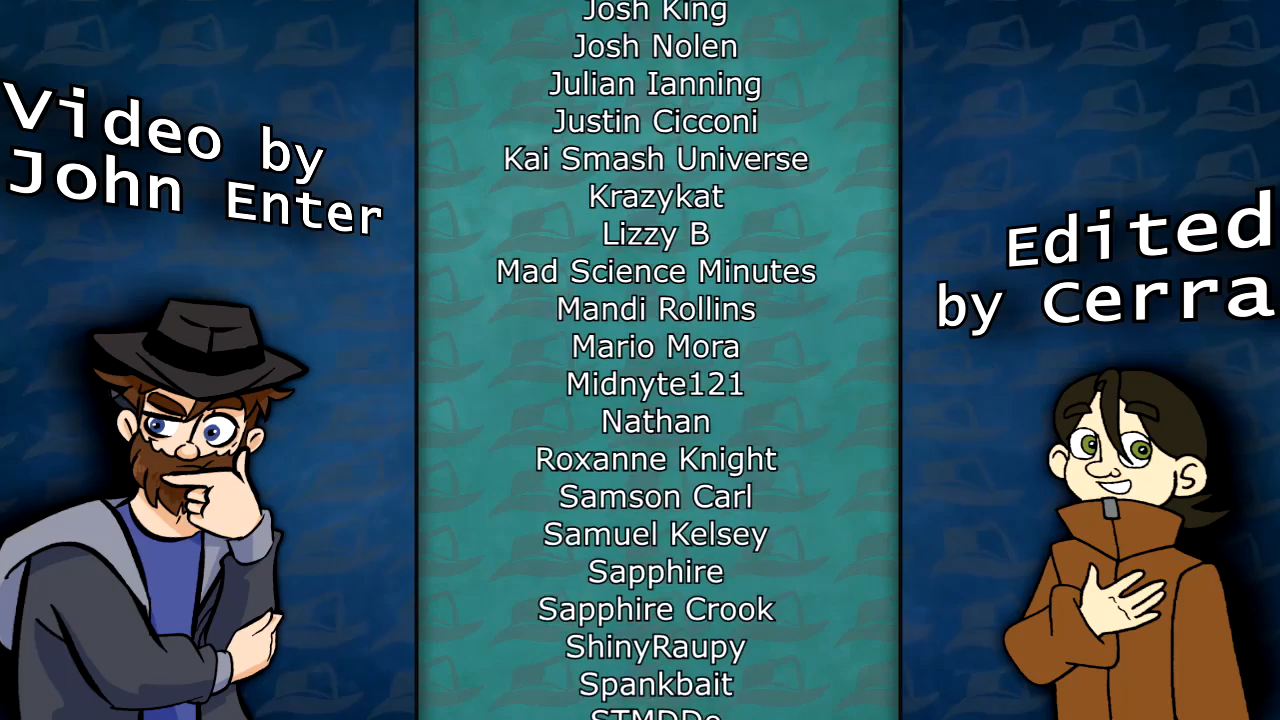 Video by
John Enter
Josh King
Josh Nolen
Julian Ianning
Justin Cicconi
Kai Smash Universe
Krazykat
Lizzy B
Mad Science Minutes
Mandi Rollins
Mario Mora
Midnyte121
Nathan
Roxanne Knight
Samson Carl
Samuel Kelsey
Sapphire
Sapphire Crook
ShinyRaupy
Spankbait
Edited
by Cerra